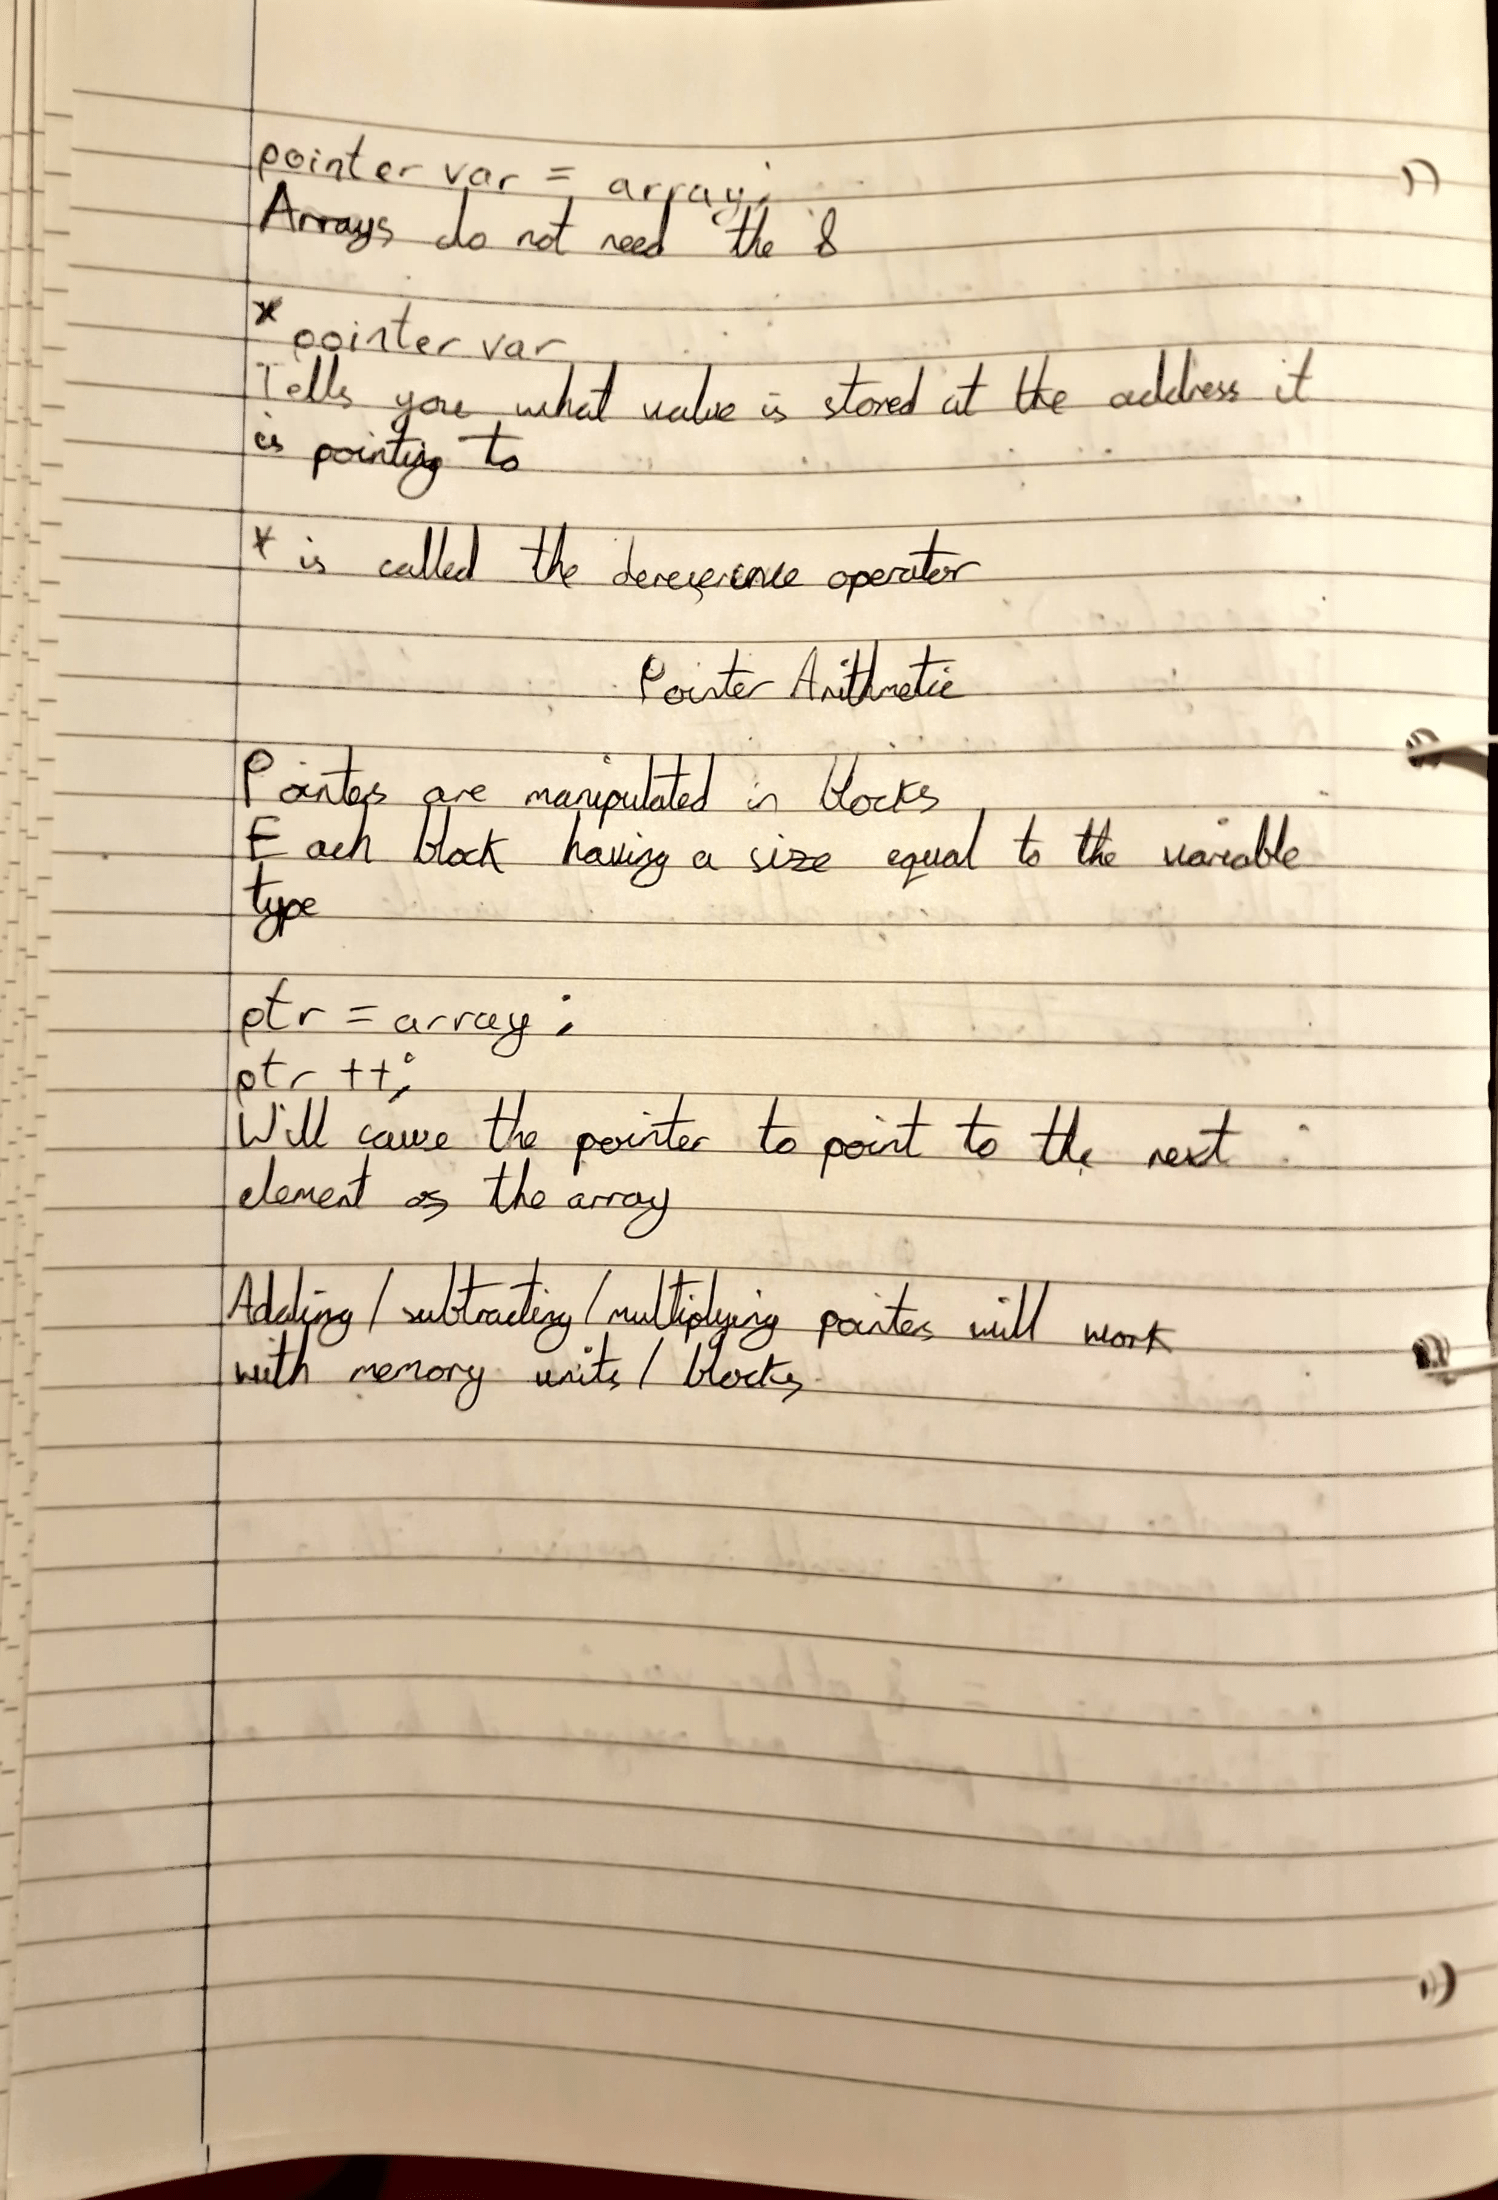 pointer var = array;
Arrays do not need the &
* pointer var
Tells you what value is stored at the address it
is pointing to
* is called the dereference operator
Pointer Arithmetic
Pointers are manipulated in blocks
Each block having a size equal to the variable
type
ptr = array;
ptr ++;
Will cause the pointer to point to the next
element of the array
Adding/subtracting/multiplying pointers will work
with memory units/blocks